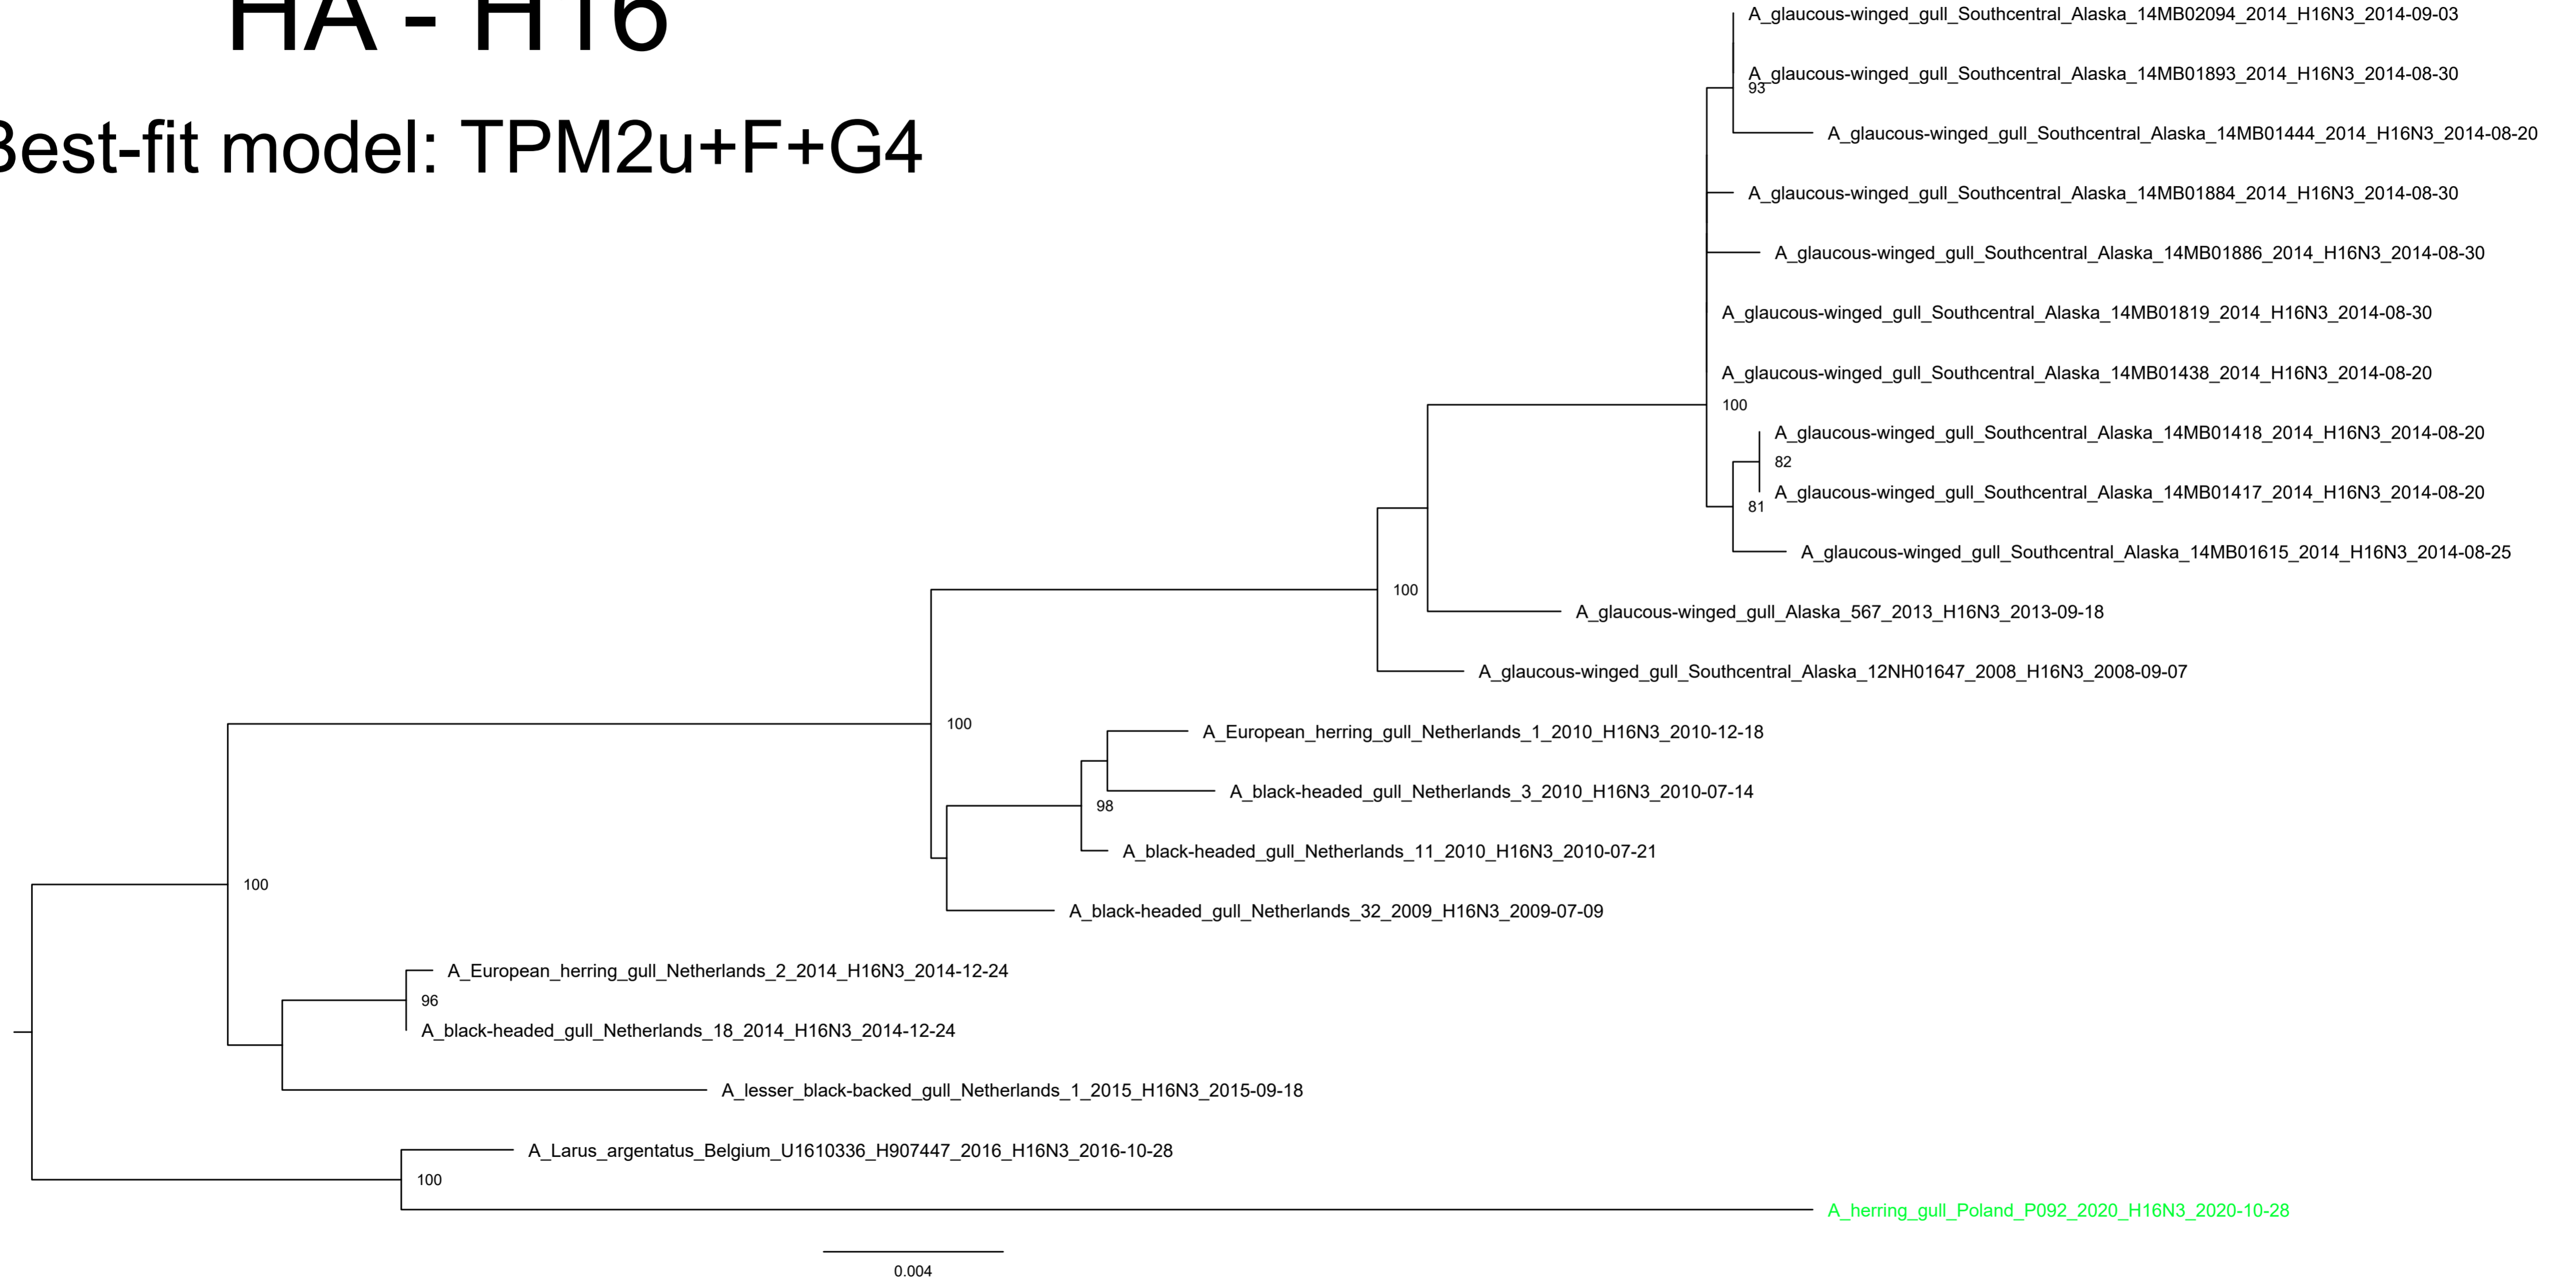 HA - H16
Best-fit model: TPM2u+F+G4
A_glaucous-winged_gull_Southcentral_Alaska_14MB02094_2014_H16N3_2014-09-03
A_glaucous-winged_gull_Southcentral_Alaska_14MB01893_2014_H16N3_2014-08-30
93
A_glaucous-winged_gull_Southcentral_Alaska_14MB01444_2014_H16N3_2014-08-20
A_glaucous-winged_gull_Southcentral_Alaska_14MB01884_2014_H16N3_2014-08-30
A_glaucous-winged_gull_Southcentral_Alaska_14MB01886_2014_H16N3_2014-08-30
A_glaucous-winged_gull_Southcentral_Alaska_14MB01819_2014_H16N3_2014-08-30
A_glaucous-winged_gull_Southcentral_Alaska_14MB01438_2014_H16N3_2014-08-20
100
A_glaucous-winged_gull_Southcentral_Alaska_14MB01418_2014_H16N3_2014-08-20
82
A_glaucous-winged_gull_Southcentral_Alaska_14MB01417_2014_H16N3_2014-08-20
81
A_glaucous-winged_gull_Southcentral_Alaska_14MB01615_2014_H16N3_2014-08-25
100
A_glaucous-winged_gull_Alaska_567_2013_H16N3_2013-09-18
A_glaucous-winged_gull_Southcentral_Alaska_12NH01647_2008_H16N3_2008-09-07
100
A_European_herring_gull_Netherlands_1_2010_H16N3_2010-12-18
A_black-headed_gull_Netherlands_3_2010_H16N3_2010-07-14
98
A_black-headed_gull_Netherlands_11_2010_H16N3_2010-07-21
100
A_black-headed_gull_Netherlands_32_2009_H16N3_2009-07-09
A_European_herring_gull_Netherlands_2_2014_H16N3_2014-12-24
96
A_black-headed_gull_Netherlands_18_2014_H16N3_2014-12-24
A_lesser_black-backed_gull_Netherlands_1_2015_H16N3_2015-09-18
A_Larus_argentatus_Belgium_U1610336_H907447_2016_H16N3_2016-10-28
100
A_herring_gull_Poland_P092_2020_H16N3_2020-10-28
0.004